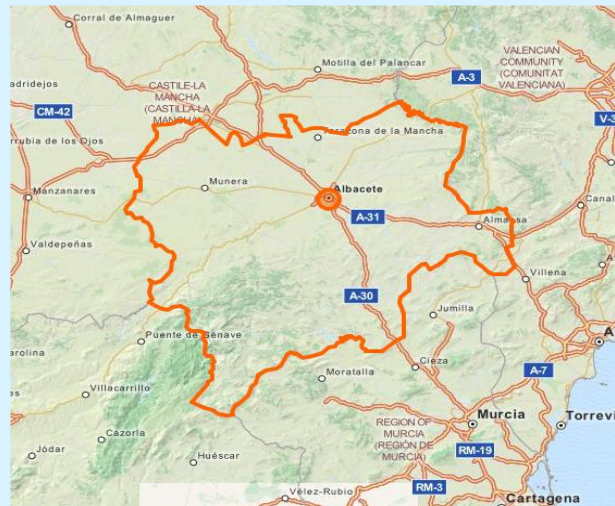 Corral de Almaguer
Motilla del Palancar
VALENCIAN
COMMUNITY
(COMUNITAT
VALENCIANA)
A-3
adridejos
CASTILE-LA
MANCHA
(CASTILLA-LA
MANCHA)
CM-42
V-3
Tarazona de la Mancha
rrubia de los Ojos
Manzanares
Munera
Albacete
Canal
A-31
Almansa
Valdepeñas
Villena
A-30
Jumilla
Puente de Génave
A
arolina
Cieza
A-7
Moratalla
Villacarrillo
Murcia
Torrevi
REGION OF
MURCIA
(REGIÓN DE
MURCIA)
Cazorla
RM-19
Jódar
Huéscar
RM-3
Vélez-Rubio
Cartagena